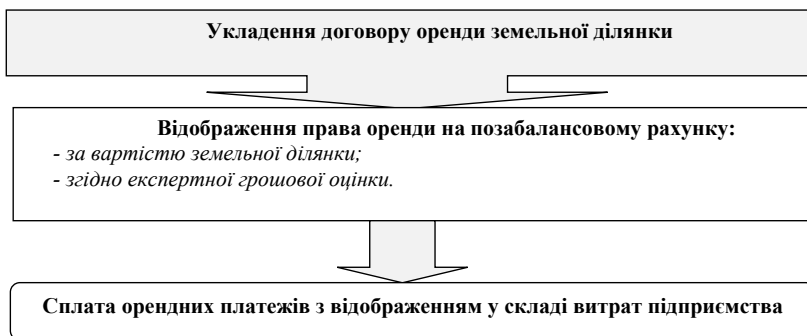 Укладення договору оренди земельної ділянки
Відображення права оренди на позабалансовому рахунку:
- за вартістю земельної ділянки;
- згідно експертної грошової оцінки.
Сплата орендних платежів з відображенням у складі витрат підприємства